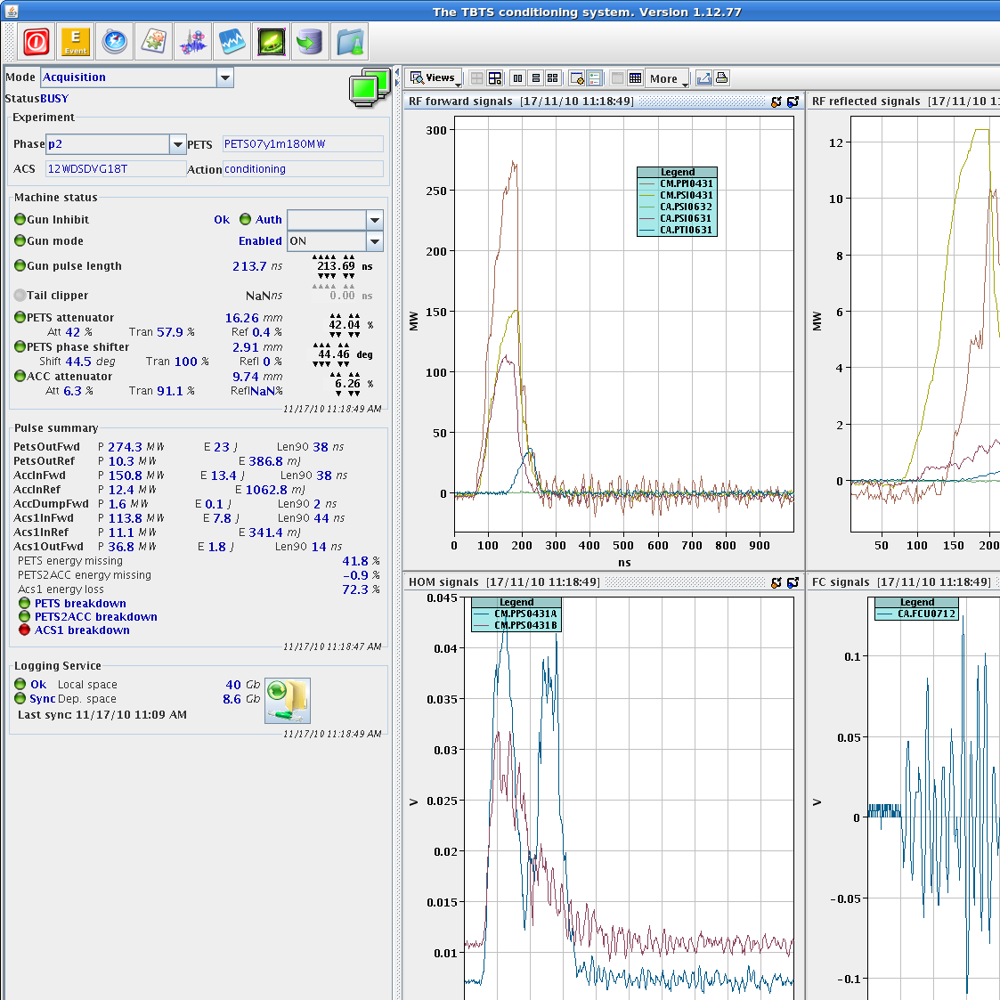 The TBTS conditioning system. Version 1.12.77
E
Event
Mode Acquisition
Status BUSY
Experiment
Phase p2 PETS PETS07y1m180MW
ACS 12WDSDVG18T Action conditioning
Machine status
Gun Inhibit Ok Auth
Gun mode Enabled ON
Gun pulse length 213.7 ns 213.69 ns
Tail clipper NaN ns 0.00 ns
PETS attenuator 16.26 mm 42.04 %
Att 42 % Tran 57.9 % Ref 0.4 %
PETS phase shifter 2.91 mm 44.46 deg
Shift 44.5 deg Tran 100 % Refl 0 %
ACC attenuator 9.74 mm 6.26 %
Att 6.3 % Tran 91.1 % Refl NaN %
11/17/10 11:18:49 AM
Pulse summary
PetsOutFwd P 274.3 MW E 23 J Len90 38 ns
PetsOutRef P 10.3 MW E 386.8 mJ
AccInFwd P 150.8 MW E 13.4 J Len90 38 ns
AccInRef P 12.4 MW E 1062.8 mJ
AccDumpFwd P 1.6 MW E 0.1 J Len90 2 ns
Acs1InFwd P 113.8 MW E 7.8 J Len90 44 ns
Acs1InRef P 11.1 MW E 341.4 mJ
Acs1OutFwd P 36.8 MW E 1.8 J Len90 14 ns
PETS energy missing 41.8 %
PETS2ACC energy missing -0.9 %
Acs1 energy loss 72.3 %
PETS breakdown
PETS2ACC breakdown
ACS1 breakdown
11/17/10 11:18:47 AM
Logging Service
Ok Local space 40 Gb
Sync Dep. space 8.6 Gb
Last sync: 11/17/10 11:09 AM
11/17/10 11:18:49 AM
Views More
RF forward signals [17/11/10 11:18:49]
300
250
200
150
100
50
0
MW
0 100 200 300 400 500 600 700 800 900
ns
Legend
CM.PPI0431
CM.PSI0431
CA.PSI0632
CA.PSI0631
CA.PTI0631
RF reflected signals [17/11/10 11:1
12
10
8
6
4
2
0
MW
50 100 150 200
HOM signals [17/11/10 11:18:49]
0.045
0.04
0.035
0.03
0.025
0.02
0.015
0.01
V
Legend
CM.PPS0431A
CM.PPS0431B
FC signals [17/11/10 11:18:49]
0.1
0.05
0
-0.05
-0.1
V
Legend
CA.FCU0712